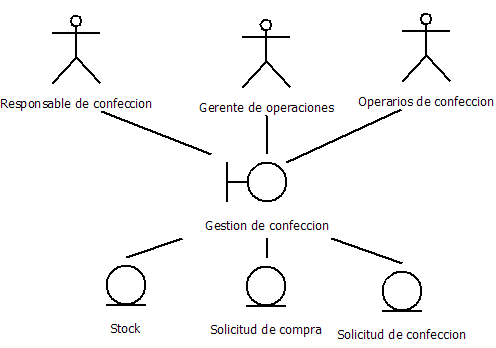 Responsable de confeccion
Gerente de operaciones
Operarios de confeccion
Gestion de confeccion
Stock
Solicitud de compra
Solicitud de confeccion